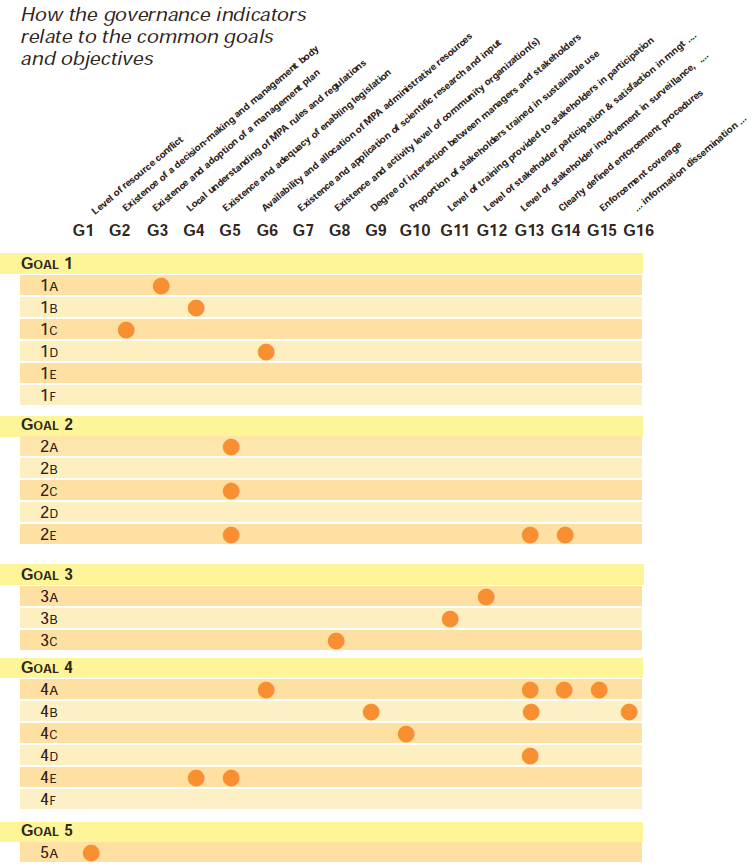 How the governance indicators
relate to the common goals
and objectives
Level of resource conflict
Existence of a decision-making and management body
Existence and adoption of a management plan
Local understanding of MPA rules and regulations
Existence and adequacy of enabling legislation
Availability and allocation of MPA administrative resources
Existence and application of scientific research and input
Existence and activity level of community organization(s)
Degree of interaction between managers and stakeholders
Proportion of stakeholders trained in sustainable use
Level of training provided to stakeholders in participation
Level of stakeholder participation & satisfaction in mngt ....
Level of stakeholder involvement in surveillance, ....
Clearly defined enforcement procedures
Enforcement coverage
... information dissemination ...
G1 G2 G3 G4 G5 G6 G7 G8 G9 G10 G11 G12 G13 G14 G15 G16
GOAL 1
1A
1B
1C
1D
1E
1F
GOAL 2
2A
2B
2C
2D
2E
GOAL 3
3A
3B
3C
GOAL 4
4A
4B
4C
4D
4E
4F
GOAL 5
5A